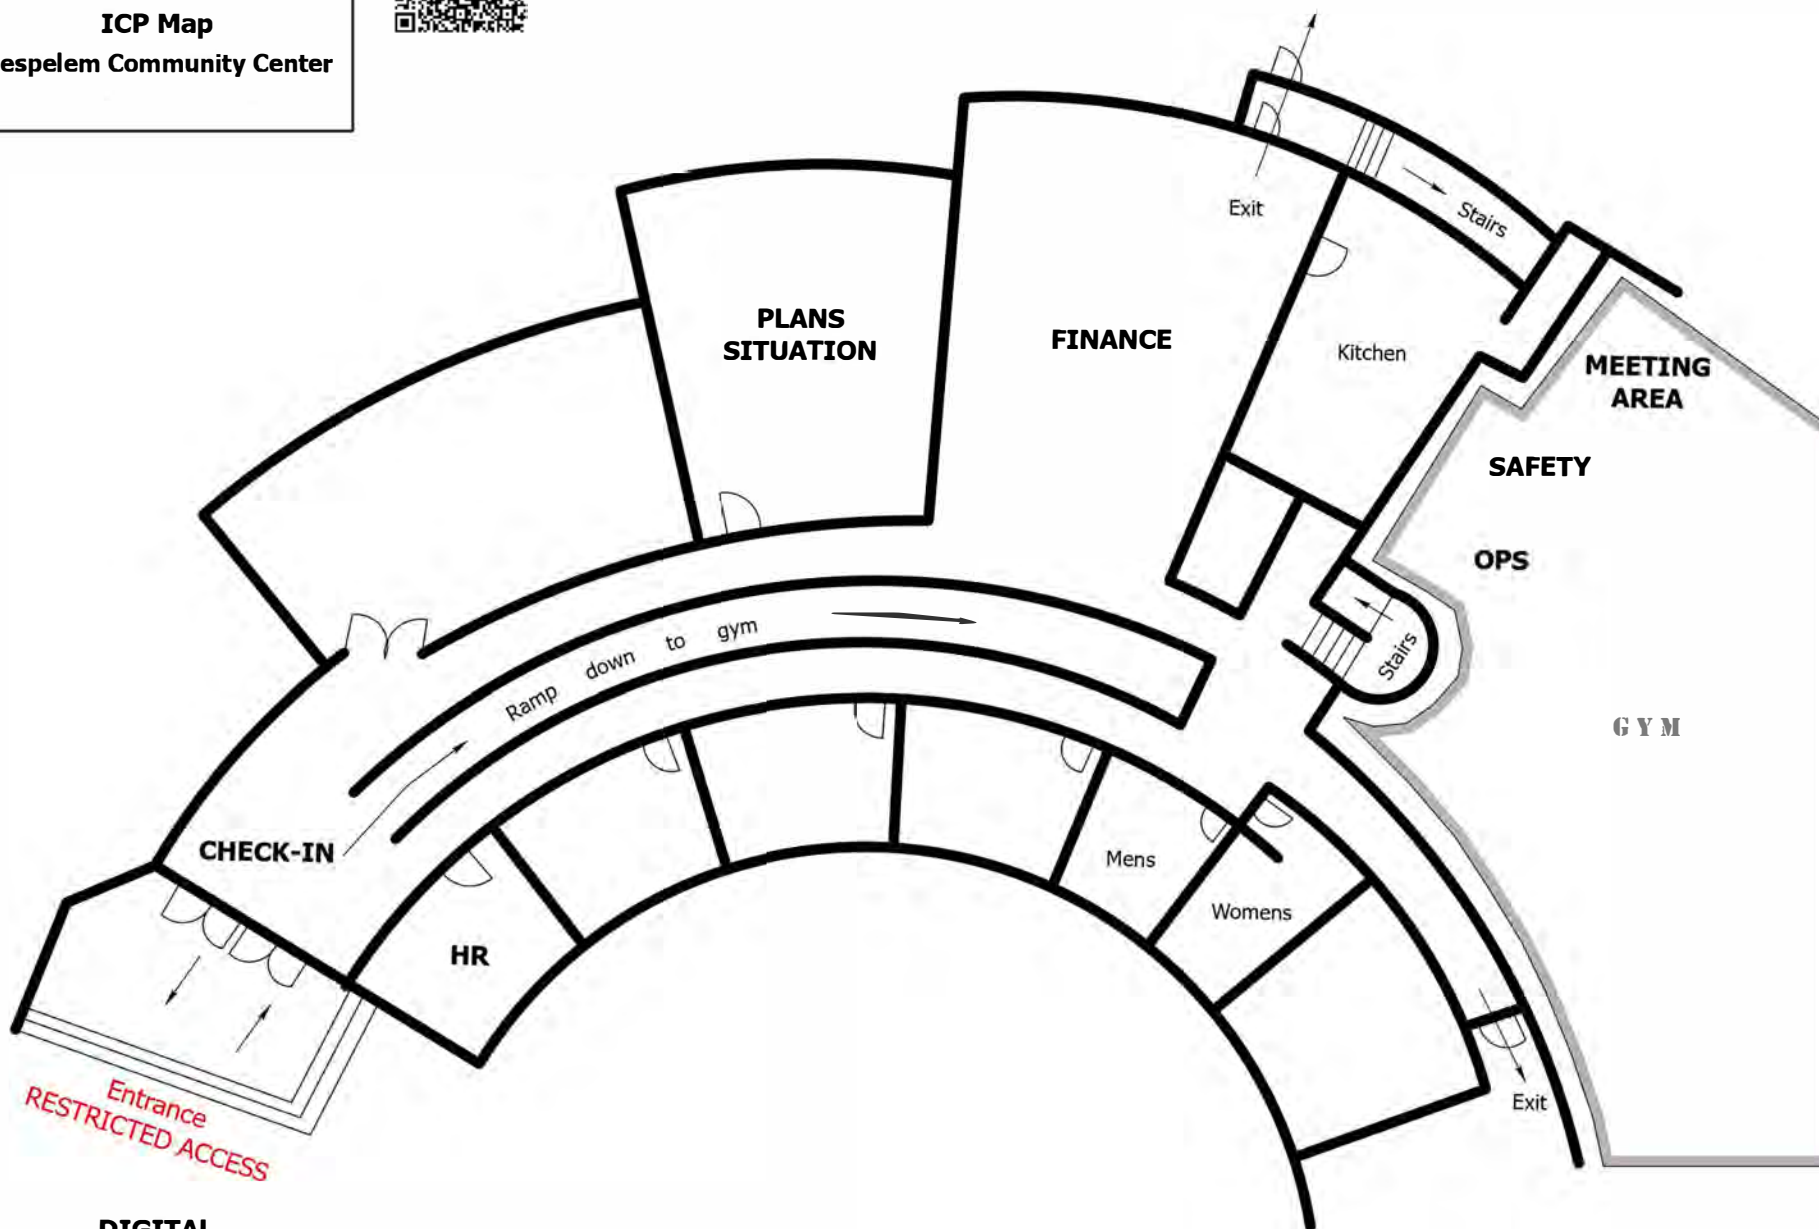 ICP Map
espelem Community Center
Exit
Stairs
PLANS
SITUATION
FINANCE
Kitchen
MEETING
AREA
SAFETY
OPS
Ramp down to gym
Stairs
GYM
CHECK-IN
Mens
Womens
HR
Exit
Entrance
RESTRICTED ACCESS
DIGITAL